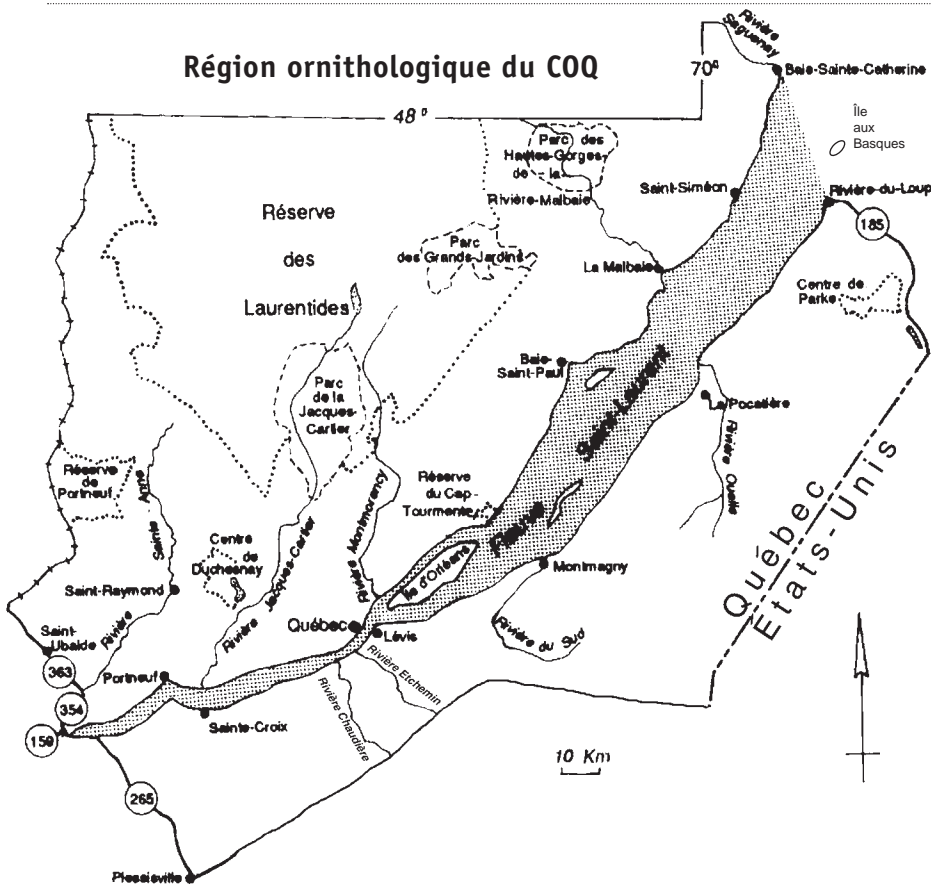 Région ornithologique du COQ
Rivière
Saguenay
70°
Baie-Sainte-Catherine
48°
Île
aux
Basques
Parc des
Hautes-Gorges-
de-la-
Rivière-Malbaie
Saint-Siméon
Rivière-du-Loup
185
Réserve
des
Laurentides
Parc
des Grands-Jardins
La Malbaie
Centre de
Parke
Baie-
Saint-Paul
Parc
de la
Jacques-
Cartier
La Pocatière
Fleuve Saint-Laurent
Rivière Ouelle
Réserve
de
Portneuf
Rivière Sainte-Anne
Réserve
du Cap-
Tourmente
Rivière Montmorency
Centre
de
Duchesnay
Rivière Jacques-Cartier
Île d'Orléans
Montmagny
Québec
États-Unis
Saint-Raymond
Québec
Lévis
Rivière du Sud
Saint-
Ubalde
363
Portneuf
Rivière Etchemin
354
Sainte-Croix
Rivière Chaudière
159
10 Km
265
Plessisville